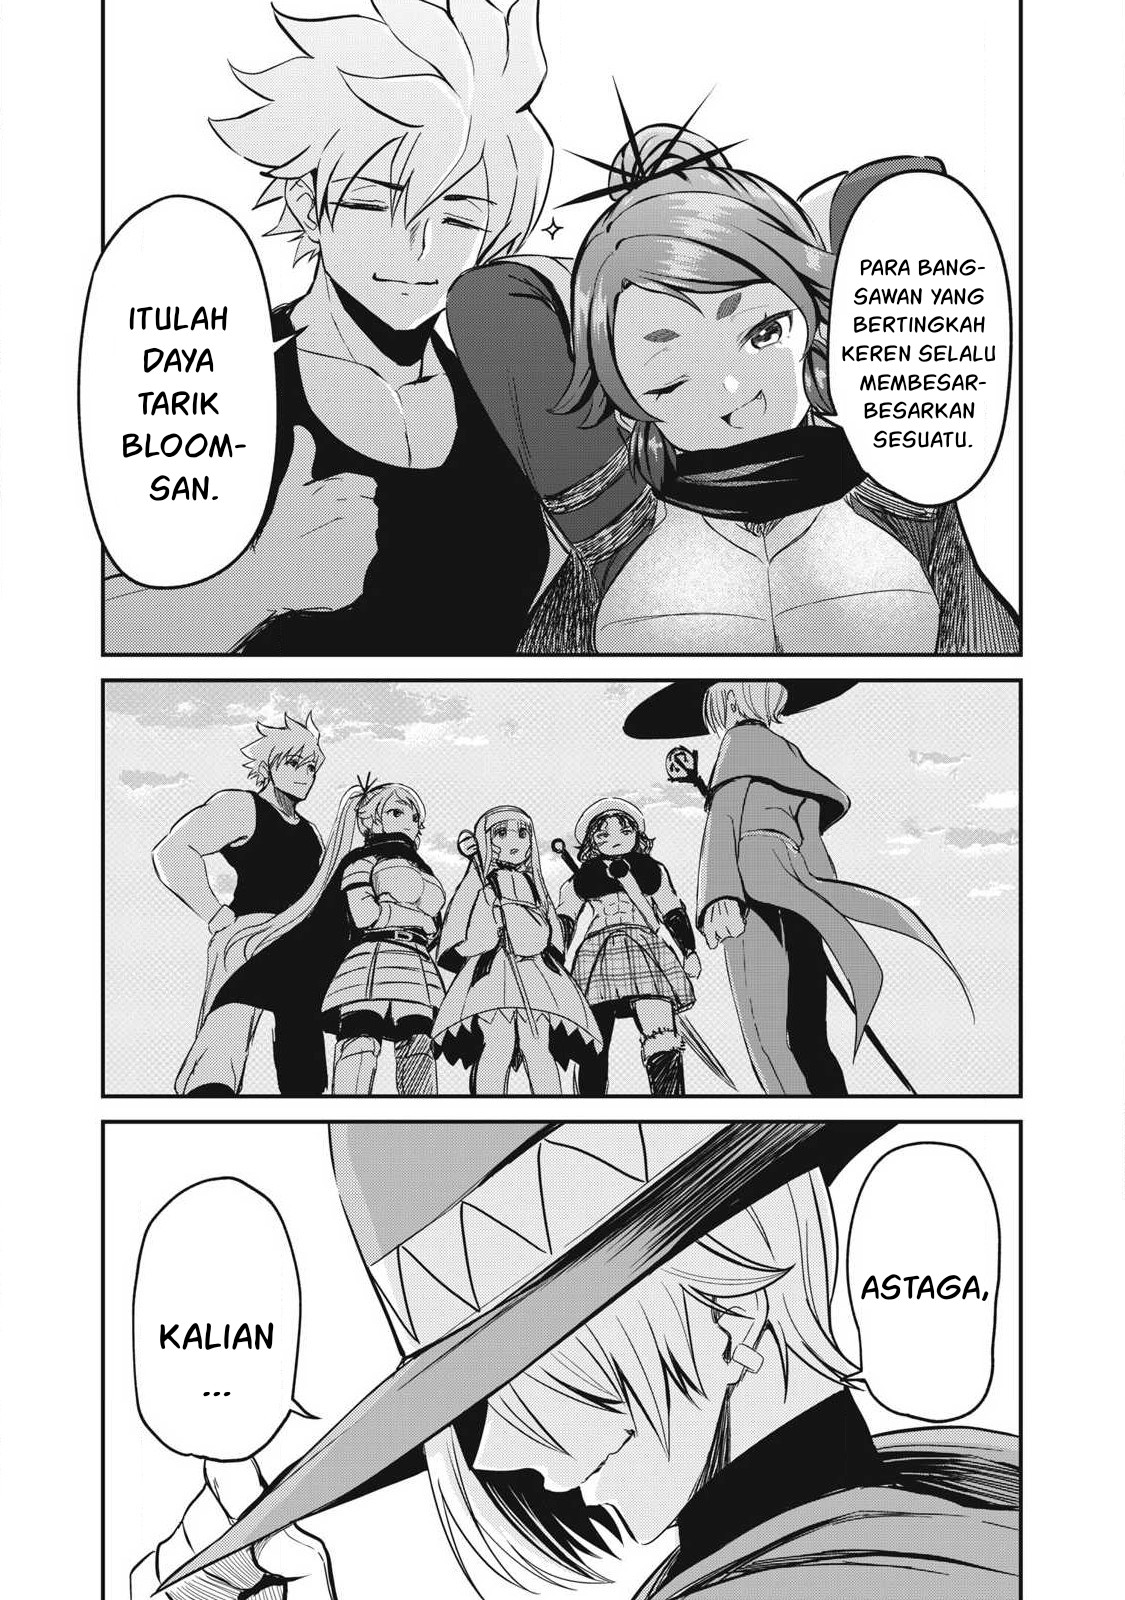 PARA BANG-
SAWAN YANG
BERTINGKAH
KEREN SELALU
MEMBESAR-
BESARKAN
SESUATU.
ITULAH
DAYA
TARIK
BLOOM-
SAN.
ASTAGA,
KALIAN
...